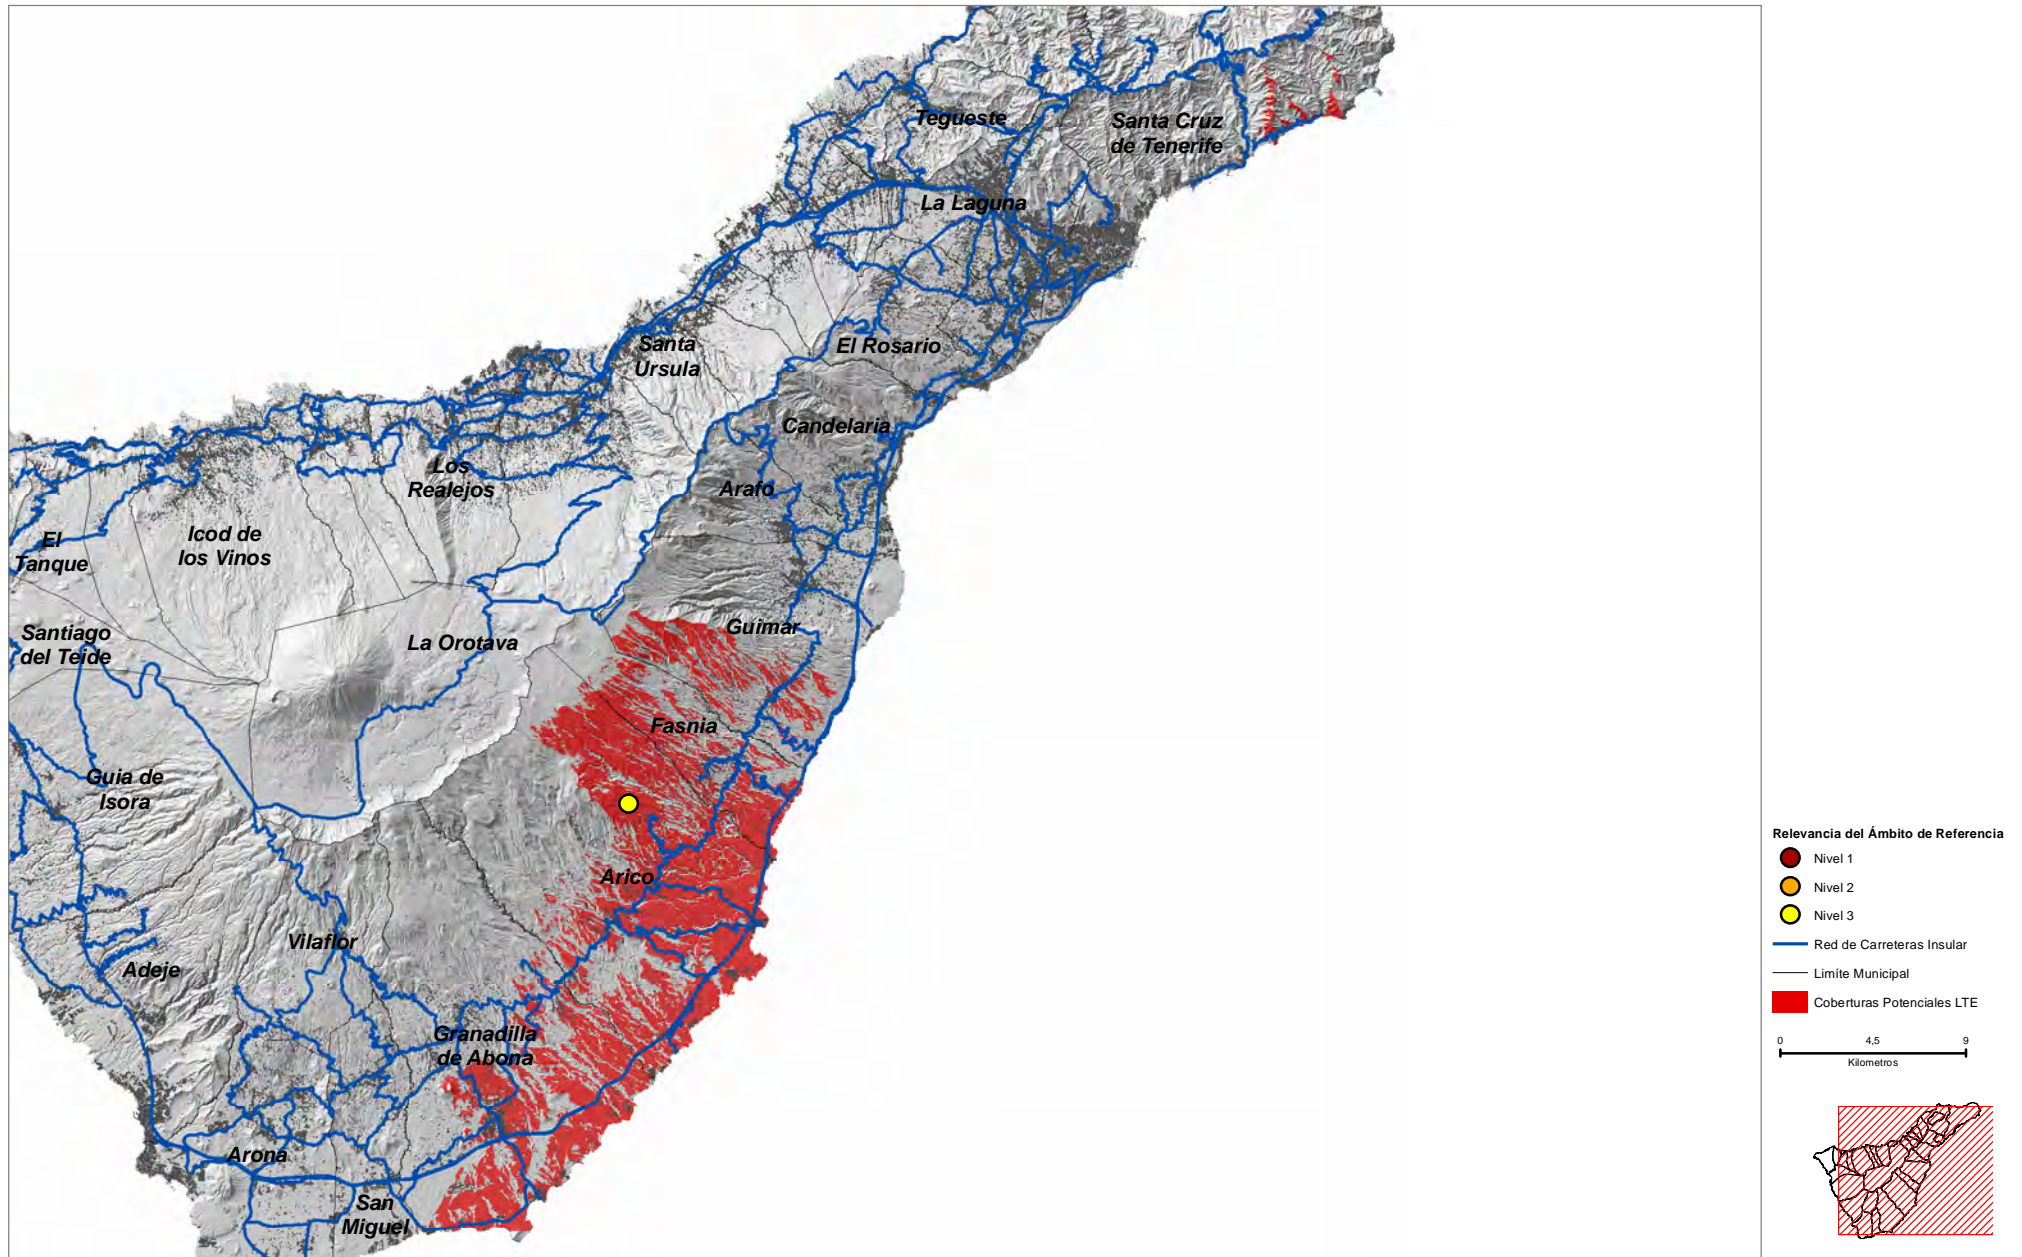 Tegueste
Santa Cruz
de Tenerife
La Laguna
Santa
Ursula
El Rosario
Candelaria
Los
Realejos
Arafo
Icod de
los Vinos
El
Tanque
Santiago
del Teide
La Orotava
Guimar
Fasnia
Guia de
Isora
Arico
Vilaflor
Adeje
Granadilla
de Abona
Arona
San
Miguel
Relevancia del Ámbito de Referencia
Nivel 1
Nivel 2
Nivel 3
Red de Carreteras Insular
Limíte Municipal
Coberturas Potenciales LTE
0 4,5 9
Kilometros